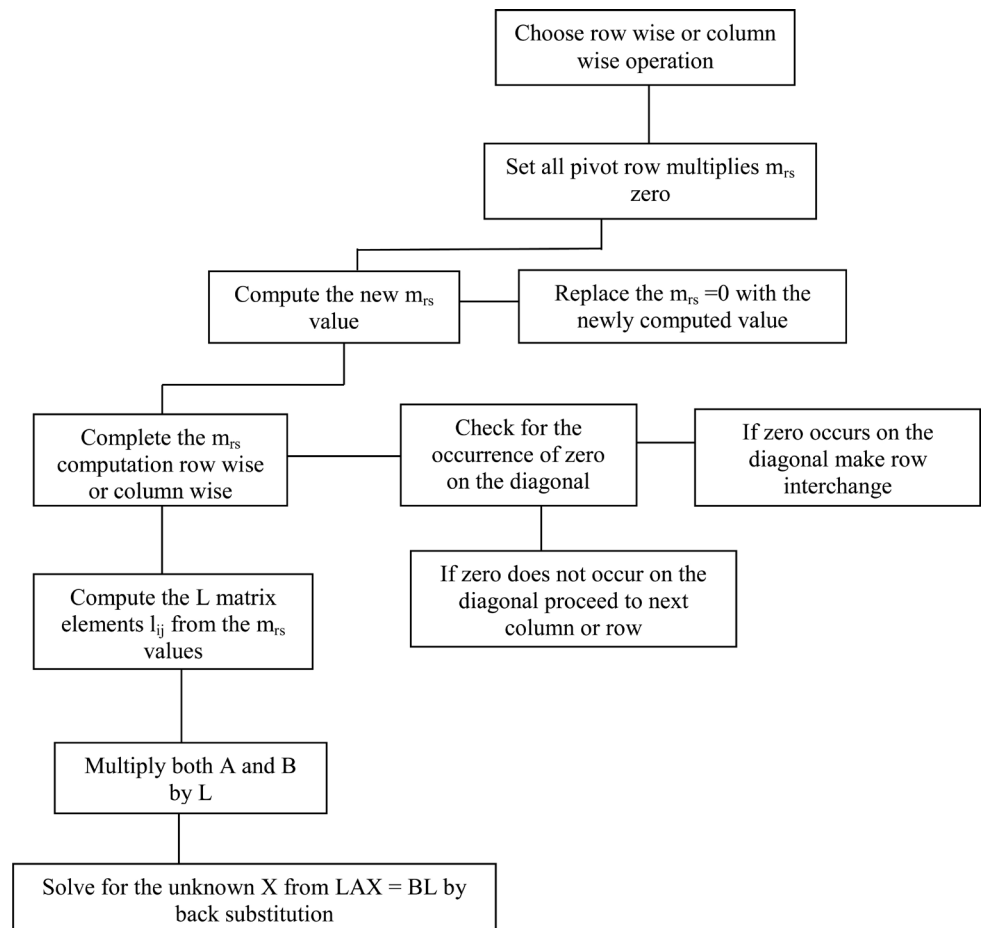 Choose row wise or column
wise operation
Set all pivot row multiplies mrs
zero
Compute the new mrs
value
Replace the mrs =0 with the
newly computed value
Complete the mrs
computation row wise
or column wise
Check for the
occurrence of zero
on the diagonal
If zero occurs on the
diagonal make row
interchange
If zero does not occur on the
diagonal proceed to next
column or row
Compute the L matrix
elements lij from the mrs
values
Multiply both A and B
by L
Solve for the unknown X from LAX = BL by
back substitution